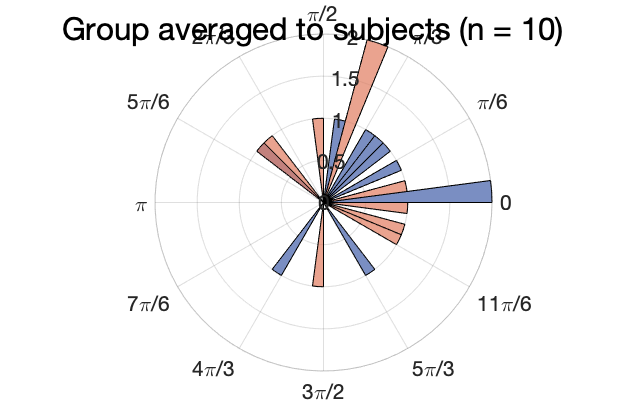 π/2
Group averaged to subjects (n = 10)
2π/3
2
π/3
1.5
5π/6
π/6
1
0.5
π
0
0
7π/6
11π/6
4π/3
5π/3
3π/2